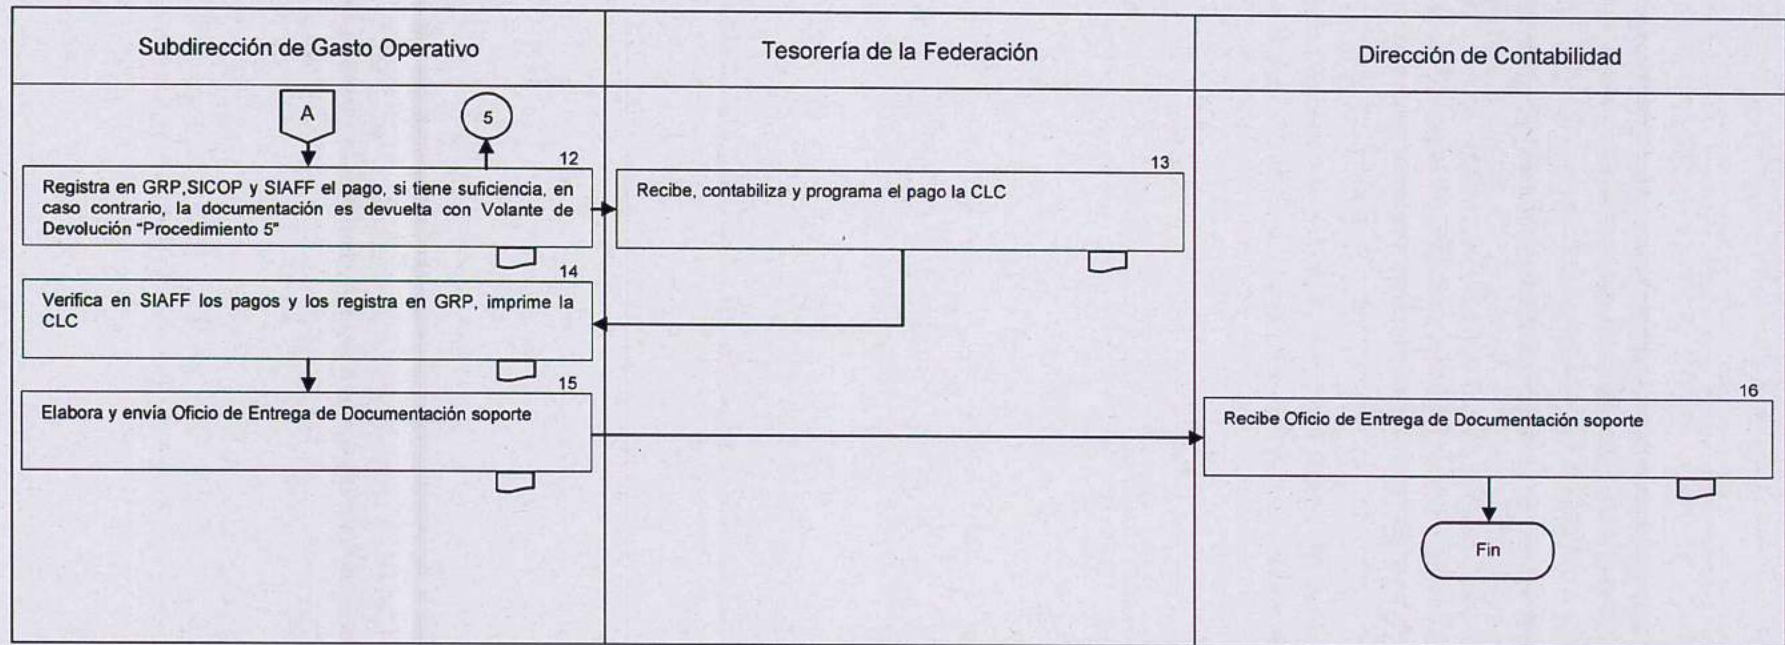 Subdirección de Gasto Operativo
Tesorería de la Federación
Dirección de Contabilidad
A
5
12
Registra en GRP,SICOP y SIAFF el pago, si tiene suficiencia, en
caso contrario, la documentación es devuelta con Volante de
Devolución "Procedimiento 5"
13
Recibe, contabiliza y programa el pago la CLC
14
Verifica en SIAFF los pagos y los registra en GRP, imprime la
CLC
15
Elabora y envía Oficio de Entrega de Documentación soporte
16
Recibe Oficio de Entrega de Documentación soporte
Fin